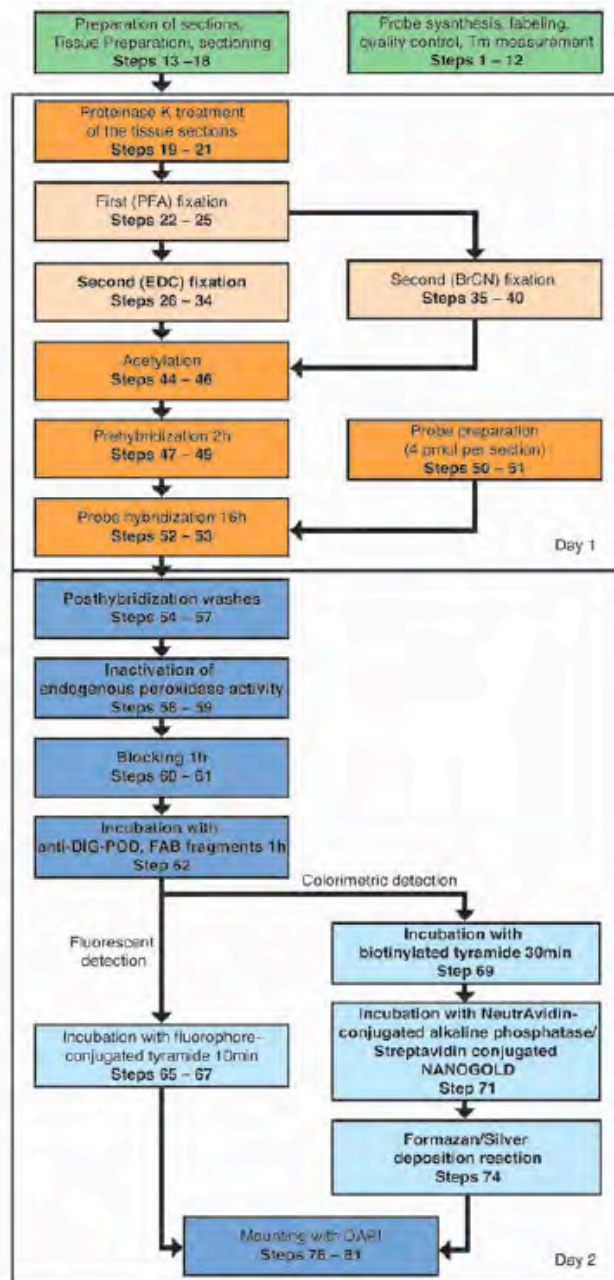 Preparation of sections,
Tissue Preparation, sectioning
Steps 13 –18
Probe sysnthesis, labeling,
quality control, Tm measurement
Steps 1 – 12
Proteinase K treatment
of the tissue sections
Steps 19 – 21
First (PFA) fixation
Steps 22 – 25
Second (EDC) fixation
Steps 26 – 34
Second (BrCN) fixation
Steps 35 – 40
Acetylation
Steps 44 – 46
Prehybridization 2h
Steps 47 – 49
Probe preparation
(4 pmol per section)
Steps 50 – 51
Probe hybridization 16h
Steps 52 – 53
Day 1
Posthybridization washes
Steps 54 – 57
Inactivation of
endogenous peroxidase activity
Steps 58 – 59
Blocking 1h
Steps 60 – 61
Incubation with
anti-DIG-POD, FAB fragments 1h
Step 62
Colorimetric detection
Fluorescent
detection
Incubation with
biotinylated tyramide 30min
Step 69
Incubation with fluorophore-
conjugated tyramide 10min
Steps 65 – 67
Incubation with NeutrAvidin-
conjugated alkaline phosphatase/
Streptavidin conjugated
NANOGOLD
Step 71
Formazan/Silver
deposition reaction
Steps 74
Mounting with DAPI
Steps 78 – 81
Day 2